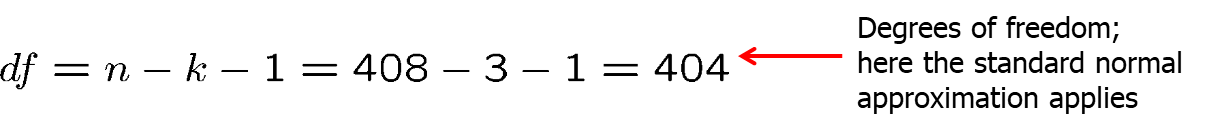 df = n − k − 1 = 408 − 3 − 1 = 404
Degrees of freedom;
here the standard normal
approximation applies